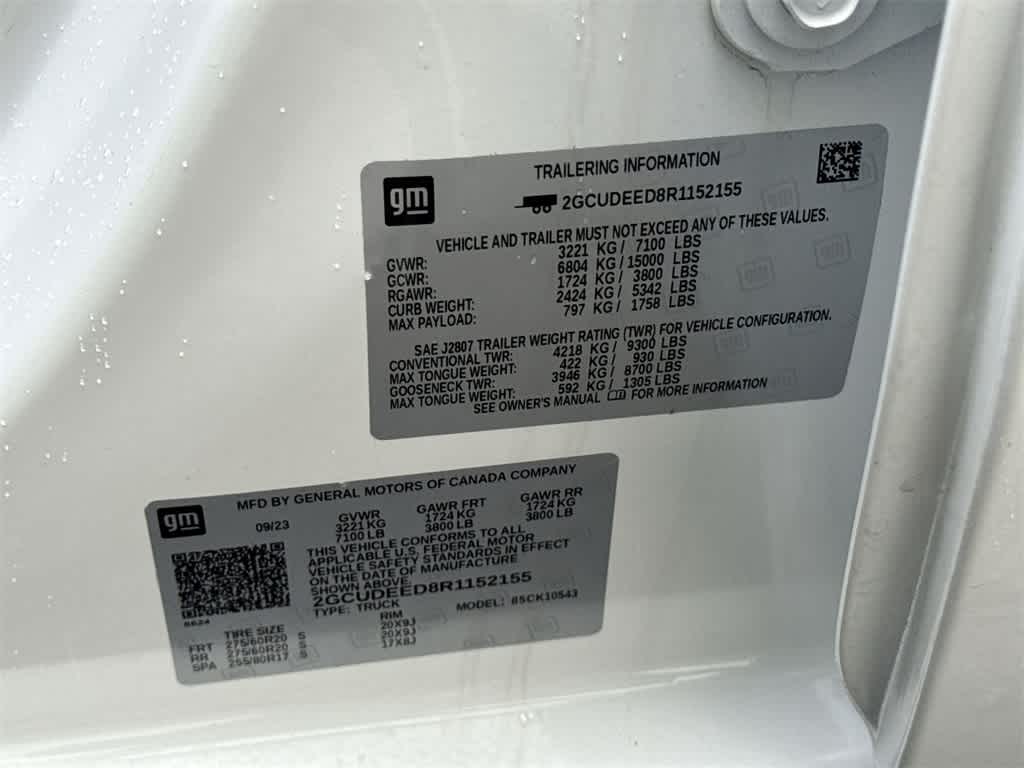 TRAILERING INFORMATION
gm
2GCUDEED8R1152155
VEHICLE AND TRAILER MUST NOT EXCEED ANY OF THESE VALUES.
GVWR: 3221 KG / 7100 LBS
GCWR: 6804 KG / 15000 LBS
RGAWR: 1724 KG / 3800 LBS
CURB WEIGHT: 2424 KG / 5342 LBS
MAX PAYLOAD: 797 KG / 1758 LBS
SAE J2807 TRAILER WEIGHT RATING (TWR) FOR VEHICLE CONFIGURATION.
CONVENTIONAL TWR: 4218 KG / 9300 LBS
MAX TONGUE WEIGHT: 422 KG / 930 LBS
GOOSENECK TWR: 3946 KG / 8700 LBS
MAX TONGUE WEIGHT: 592 KG / 1305 LBS
SEE OWNER'S MANUAL FOR MORE INFORMATION
MFD BY GENERAL MOTORS OF CANADA COMPANY
gm
09/23 GVWR GAWR FRT GAWR RR
3221 KG 1724 KG 1724 KG
7100 LB 3800 LB 3800 LB
THIS VEHICLE CONFORMS TO ALL
APPLICABLE U.S. FEDERAL MOTOR
VEHICLE SAFETY STANDARDS IN EFFECT
ON THE DATE OF MANUFACTURE
SHOWN ABOVE.
2GCUDEED8R1152155
TYPE: TRUCK MODEL: 85CK10543
8624
TIRE SIZE RIM
FRT 275/60R20 S 20X9J
RR 275/60R20 S 20X9J
SPA 255/80R17 S 17X8J